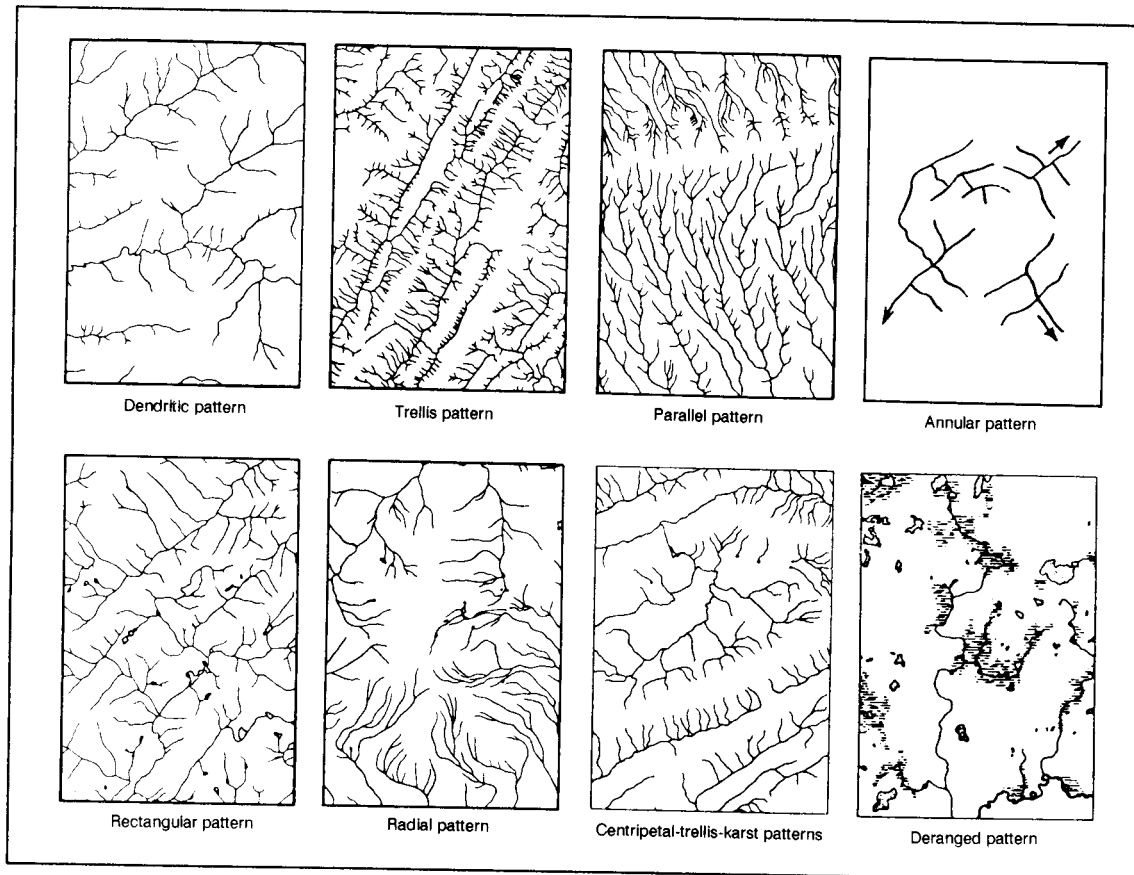 Dendritic pattern
Trellis pattern
Parallel pattern
Annular pattern
Rectangular pattern
Radial pattern
Centripetal-trellis-karst patterns
Deranged pattern